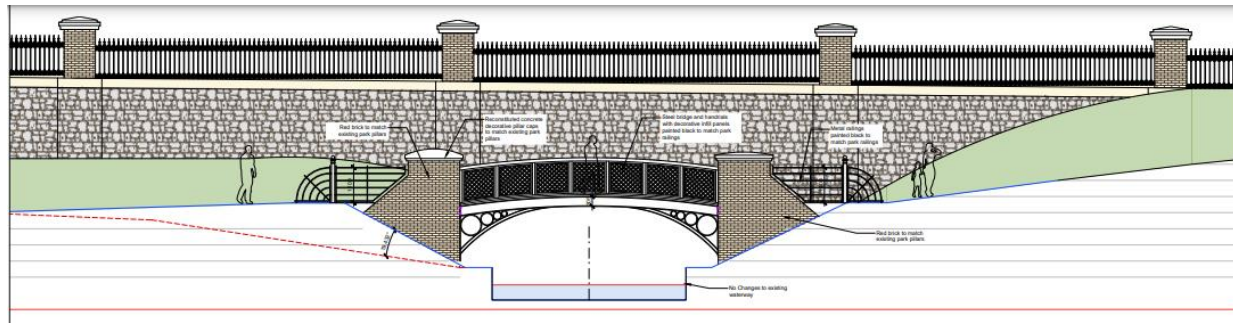 Red brick to match
existing park pillars
Reconstituted concrete
decorative pillar caps
to match existing park
pillars
Steel bridge and handrails
with decorative infill panels
painted black to match park
railings
Metal railings
painted black to
match park railings
Red brick to match
existing park pillars
No Changes to existing
waterway